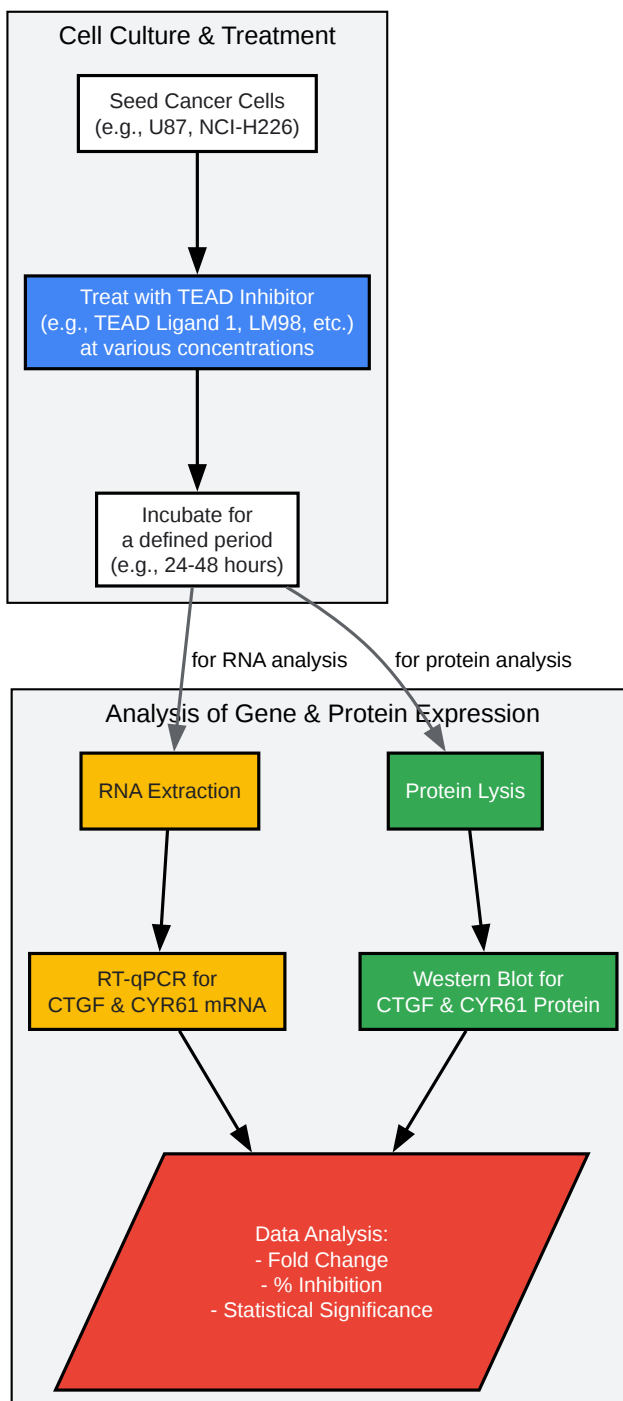 Cell Culture & Treatment
Seed Cancer Cells
(e.g., U87, NCI-H226)
Treat with TEAD Inhibitor
(e.g., TEAD Ligand 1, LM98, etc.)
at various concentrations
Incubate for
a defined period
(e.g., 24-48 hours)
for RNA analysis
for protein analysis
Analysis of Gene & Protein Expression
RNA Extraction
Protein Lysis
RT-qPCR for
CTGF & CYR61 mRNA
Western Blot for
CTGF & CYR61 Protein
Data Analysis:
- Fold Change
- % Inhibition
- Statistical Significance